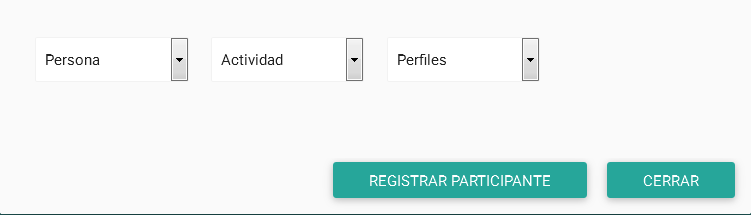 Persona Actividad Perfiles
REGISTRAR PARTICIPANTE CERRAR